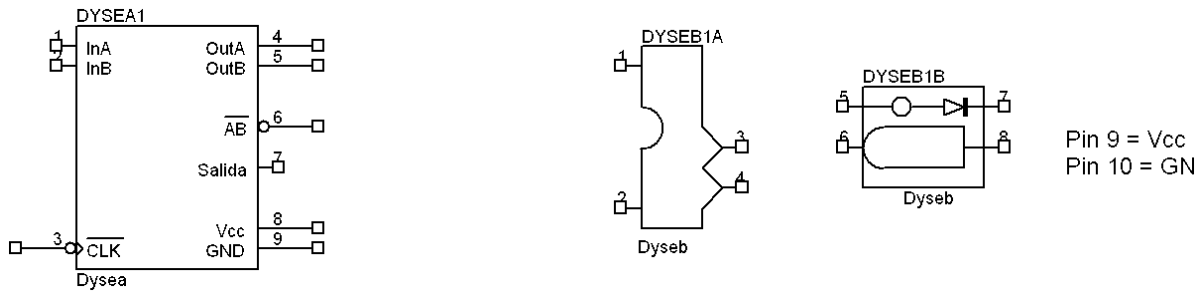 DYSEA1
1 InA OutA 4
2 InB OutB 5
AB 6
Salida 7
Vcc 8
3 CLK GND 9
Dysea
DYSEB1A
1
3
4
2
Dyseb
DYSEB1B
5 7
6 8
Dyseb
Pin 9 = Vcc
Pin 10 = GN